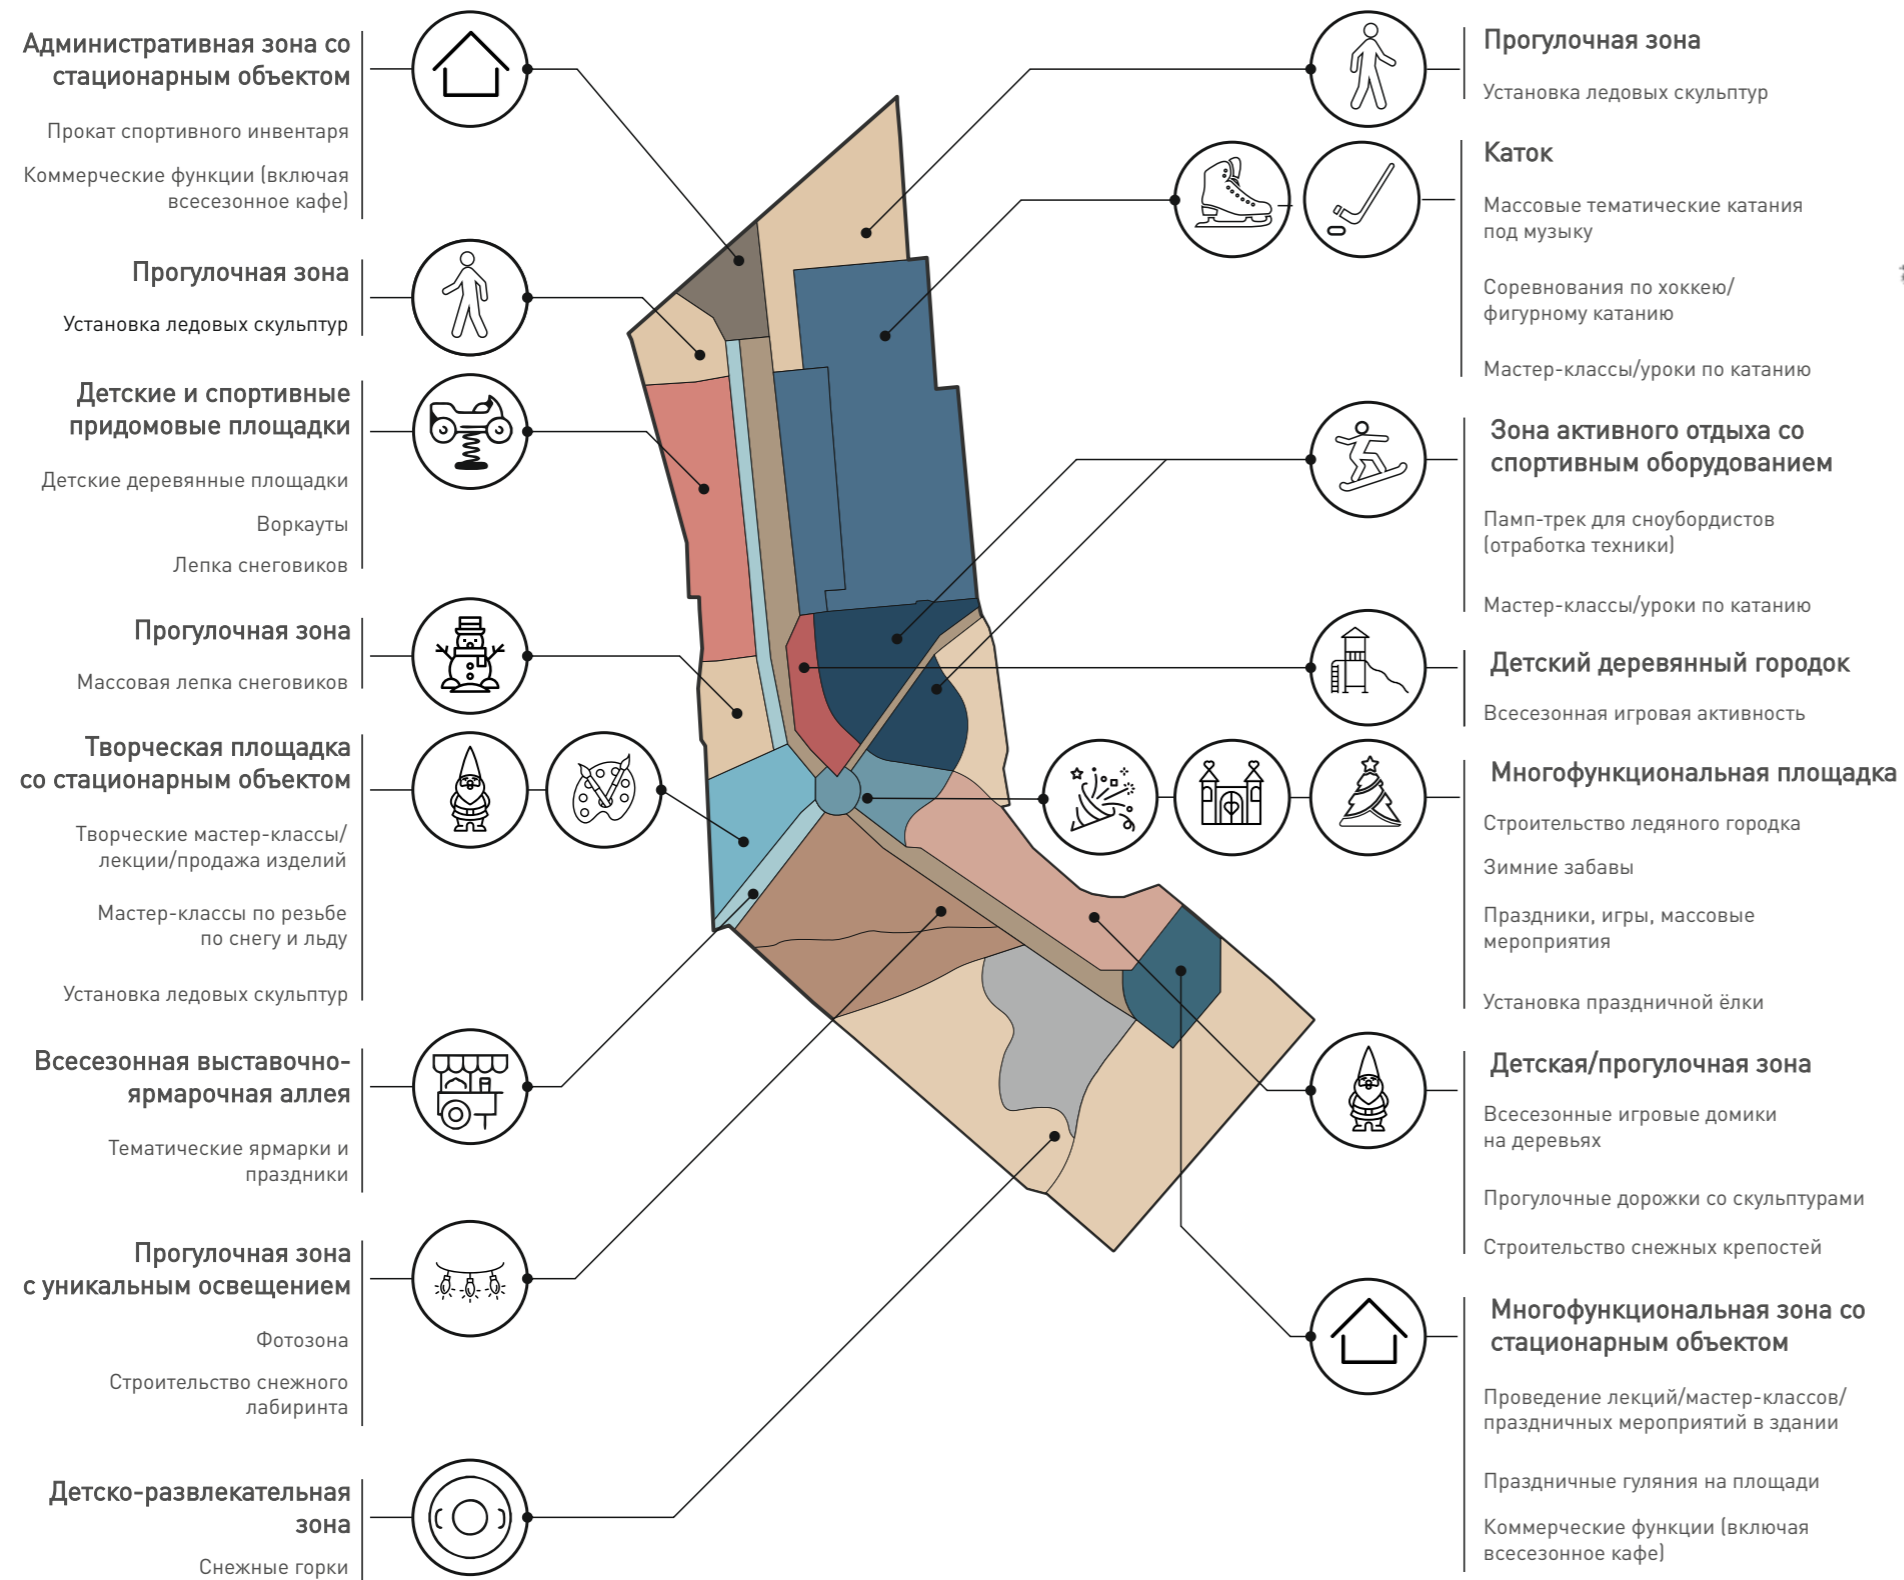 Административная зона со
стационарным объектом
Прокат спортивного инвентаря
Коммерческие функции (включая
всесезонное кафе)
Прогулочная зона
Установка ледовых скульптур
Детские и спортивные
придомовые площадки
Детские деревянные площадки
Воркауты
Лепка снеговиков
Прогулочная зона
Массовая лепка снеговиков
Творческая площадка
со стационарным объектом
Творческие мастер-классы/
лекции/продажа изделий
Мастер-классы по резьбе
по снегу и льду
Установка ледовых скульптур
Всесезонная выставочно-
ярмарочная аллея
Тематические ярмарки и
праздники
Прогулочная зона
с уникальным освещением
Фотозона
Строительство снежного
лабиринта
Детско-развлекательная
зона
Снежные горки
Прогулочная зона
Установка ледовых скульптур
Каток
Массовые тематические катания
под музыку
Соревнования по хоккею/
фигурному катанию
Мастер-классы/уроки по катанию
Зона активного отдыха со
спортивным оборудованием
Памп-трек для сноубордистов
(отработка техники)
Мастер-классы/уроки по катанию
Детский деревянный городок
Всесезонная игровая активность
Многофункциональная площадка
Строительство ледяного городка
Зимние забавы
Праздники, игры, массовые
мероприятия
Установка праздничной ёлки
Детская/прогулочная зона
Всесезонные игровые домики
на деревьях
Прогулочные дорожки со скульптурами
Строительство снежных крепостей
Многофункциональная зона со
стационарным объектом
Проведение лекций/мастер-классов/
праздничных мероприятий в здании
Праздничные гуляния на площади
Коммерческие функции (включая
всесезонное кафе)